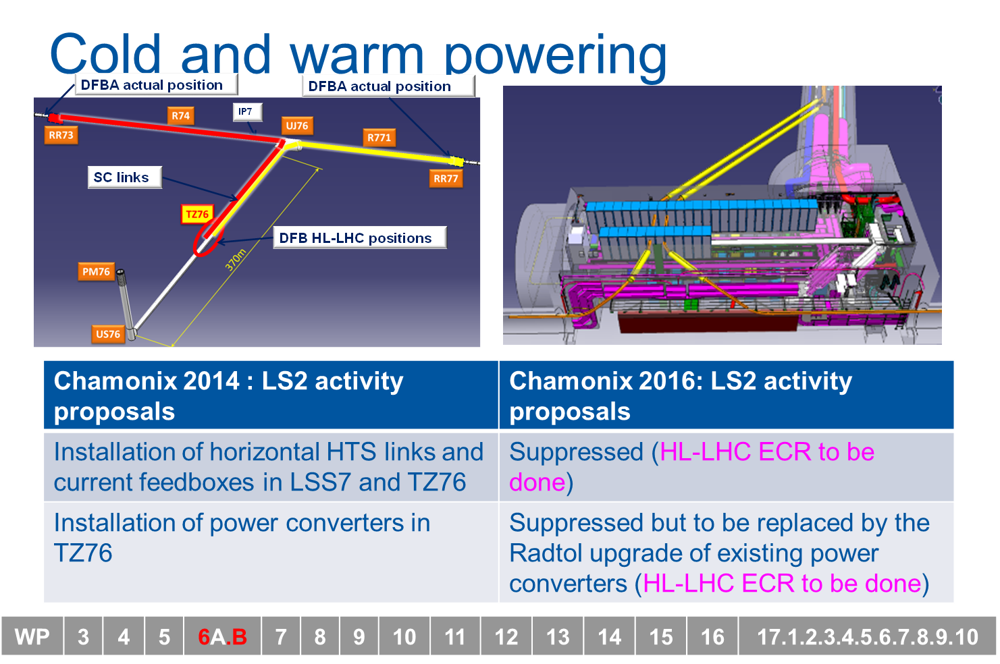 Cold and warm powering
DFBA actual position
DFBA actual position
R74
IP7
UJ76
RR73
R771
SC links
RR77
TZ76
DFB HL-LHC positions
370m
PM76
US76
Chamonix 2014 : LS2 activity
proposals
Chamonix 2016: LS2 activity
proposals
Installation of horizontal HTS links and
current feedboxes in LSS7 and TZ76
Suppressed (HL-LHC ECR to be
done)
Installation of power converters in
TZ76
Suppressed but to be replaced by the
Radtol upgrade of existing power
converters (HL-LHC ECR to be done)
WP 3 4 5 6A.B 7 8 9 10 11 12 13 14 15 16 17.1.2.3.4.5.6.7.8.9.10